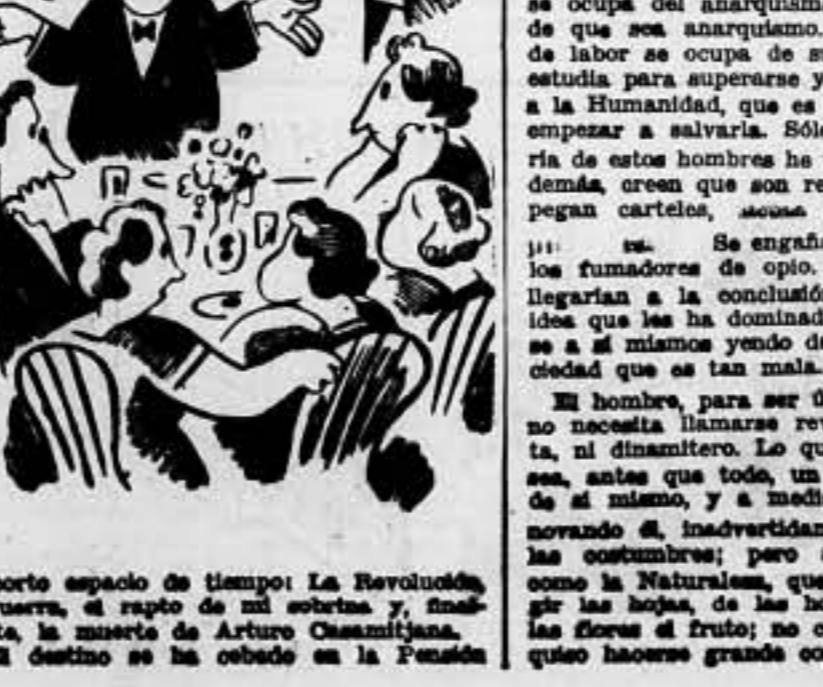 orto espacio de tiempo: La Revolución,
uerra, el rapto de mi sobrina y, final-
te, la muerte de Arturo Casamitjana.
l destino se ha cebado en la Pensión
se ocupa del anarquismo
de que sea anarquismo.
de labor se ocupa de su
estudia para superarse y
a la Humanidad, que es
empezar a salvarla. Sólo
ría de estos hombres ha
demás, creen que son re
pegan carteles,
Se engaña
los fumadores de opio.
llegarían a la conclusión
idea que les ha dominad
se a sí mismos yendo de
ciedad que es tan mala.
El hombre, para ser ú
no necesita llamarse rev
ta, ni dinamitero. Lo qu
sea, antes que todo, un
de sí mismo, y a medi
novando él, inadvertidan
las costumbres; pero
como la Naturaleza, que
gir las hojas, de las ho
las flores el fruto; no c
quiso hacerse grande co